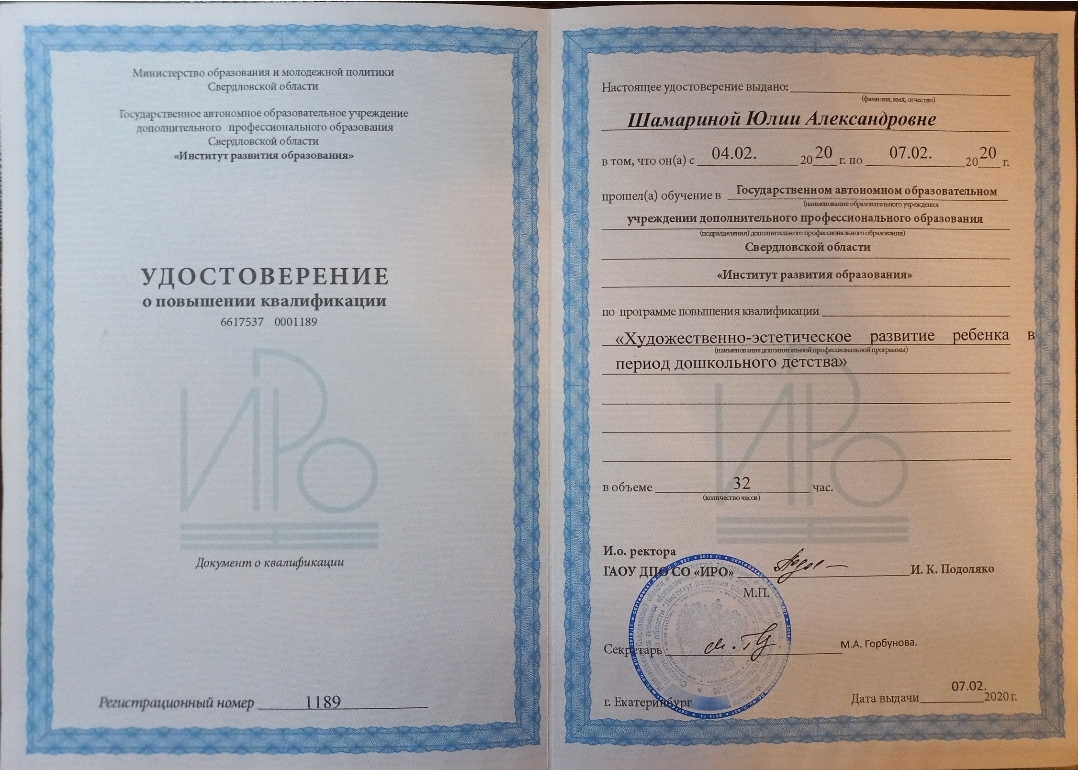 Министерство образования и молодежной политики
Свердловской области
Государственное автономное образовательное учреждение
дополнительного профессионального образования
Свердловской области
«Институт развития образования»
УДОСТОВЕРЕНИЕ
о повышении квалификации
6617537 0001189
ИРО
Документ о квалификации
Регистрационный номер 1189
Настоящее удостоверение выдано:
(фамилия, имя, отчество)
Шамариной Юлии Александровне
в том, что он(а) с 04.02. 2020 г. по 07.02. 2020 г.
прошел(а) обучение в Государственном автономном образовательном
(наименование образовательного учреждения
учреждении дополнительного профессионального образования
(подразделения) дополнительного профессионального образования)
Свердловской области
«Институт развития образования»
по программе повышения квалификации
«Художественно-эстетическое развитие ребенка в
(наименование дополнительной профессиональной программы)
период дошкольного детства»
ИРО
в объеме 32 час.
(количество часов)
И.о. ректора
ГАОУ ДПО СО «ИРО» И. К. Подоляко
М.П.
Секретарь М.А. Горбунова.
г. Екатеринбург Дата выдачи 07.02. 2020 г.